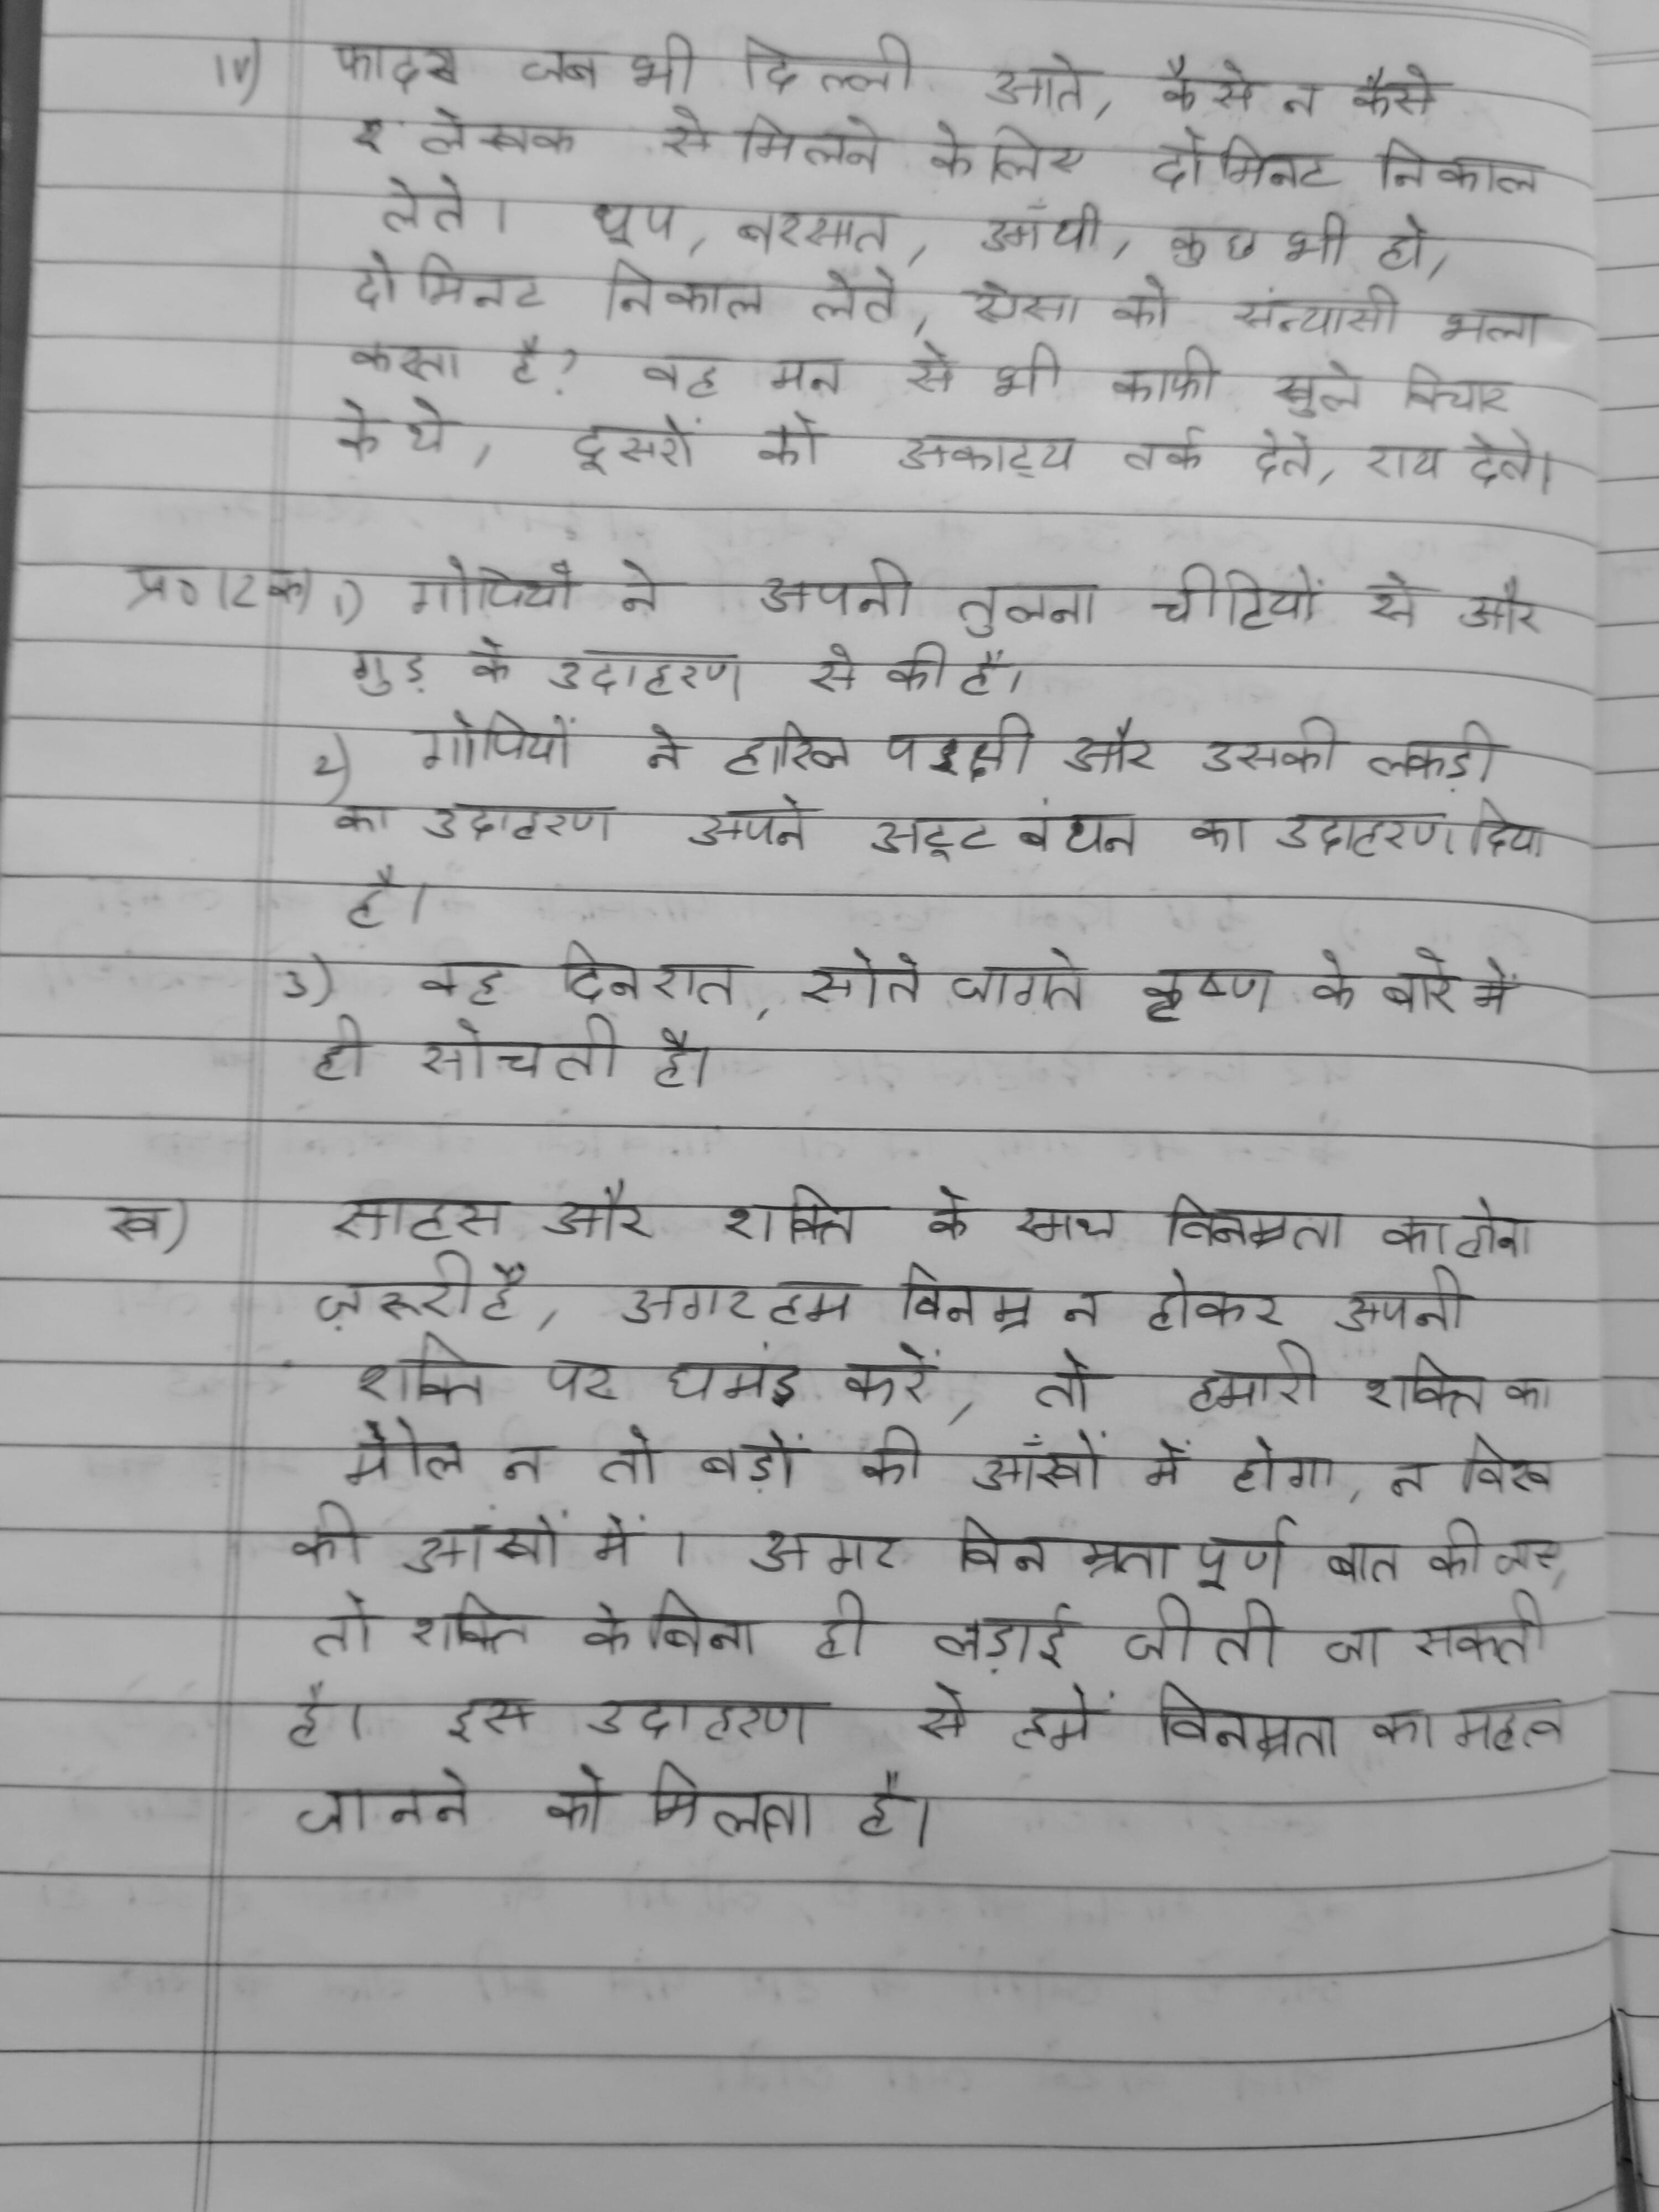 iv) फादर जब भी दिल्ली आते, कैसे न कैसे
लेखक से मिलने के लिए दो मिनट निकाल
लेते। धूप, बरसात, आँधी, कुछ भी हो,
दो मिनट निकाल लेते, ऐसा को संन्यासी भला
करता है? वह मन से भी काफी खुले विचार
के थे, दूसरों को अकाट्य तर्क देते, राय देते।
प्र० 12 क) 1) गोपियों ने अपनी तुलना चीटियों से और
गुड़ के उदाहरण से की है।
2) गोपियों ने हारिल पक्षी और उसकी लकड़ी
का उदाहरण अपने अटूट बंधन का उदाहरण दिया
है।
3) वह दिन रात, सोते जागते कृष्ण के बारे में
ही सोचती है।
ख) साहस और शक्ति के साथ विनम्रता का होना
ज़रूरी है, अगर हम विनम्र न होकर अपनी
शक्ति पर घमंड करें, तो हमारी शक्ति का
मोल न तो बड़ों की आँखों में होगा, न विश्व
की आंखों में। अगर विनम्रता पूर्ण बात की जाए,
तो शक्ति के बिना ही लड़ाई जीती जा सकती
है। इस उदाहरण से हमें विनम्रता का महत्व
जानने को मिलता है।